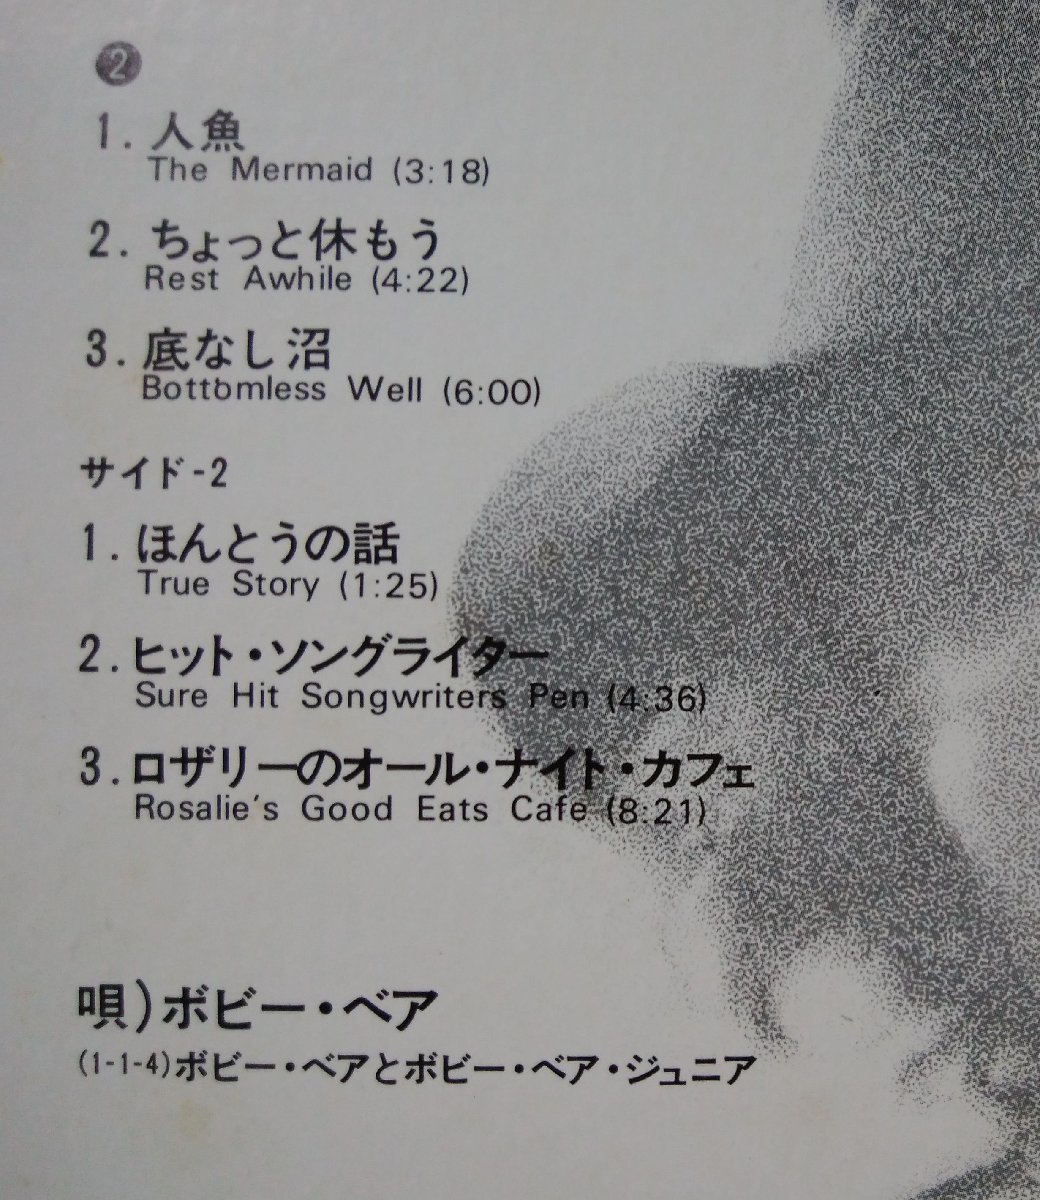 2
1. 人魚
The Mermaid (3:18)
2. ちょっと休もう
Rest Awhile (4:22)
3. 底なし沼
Bottomless Well (6:00)
サイド-2
1. ほんとうの話
True Story (1:25)
2. ヒット・ソングライター
Sure Hit Songwriters Pen (4:36)
3. ロザリーのオール・ナイト・カフェ
Rosalie's Good Eats Cafe (8:21)
唄)ボビー・ベア
(1-1-4)ボビー・ベアとボビー・ベア・ジュニア